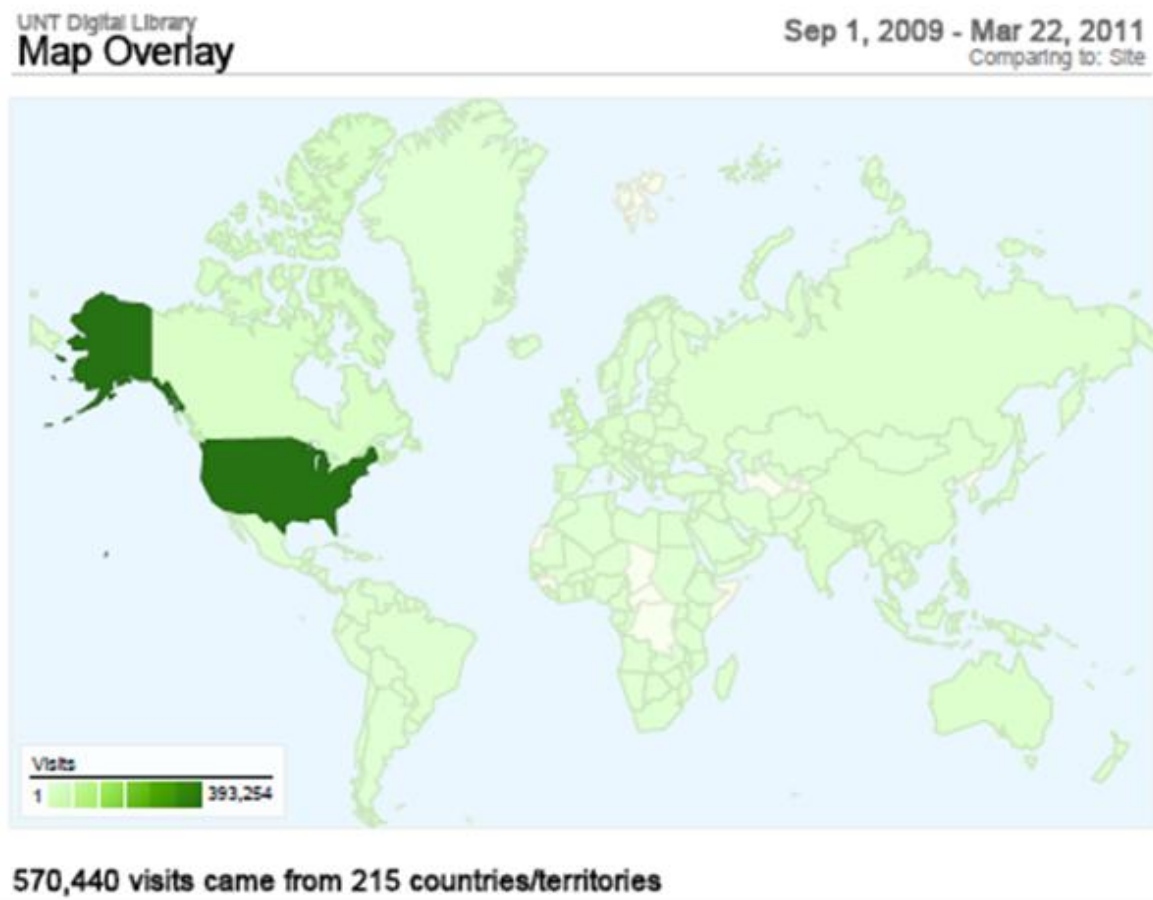 UNT Digital Library
Map Overlay
Sep 1, 2009 - Mar 22, 2011
Comparing to: Site
Visits
1 393,254
570,440 visits came from 215 countries/territories